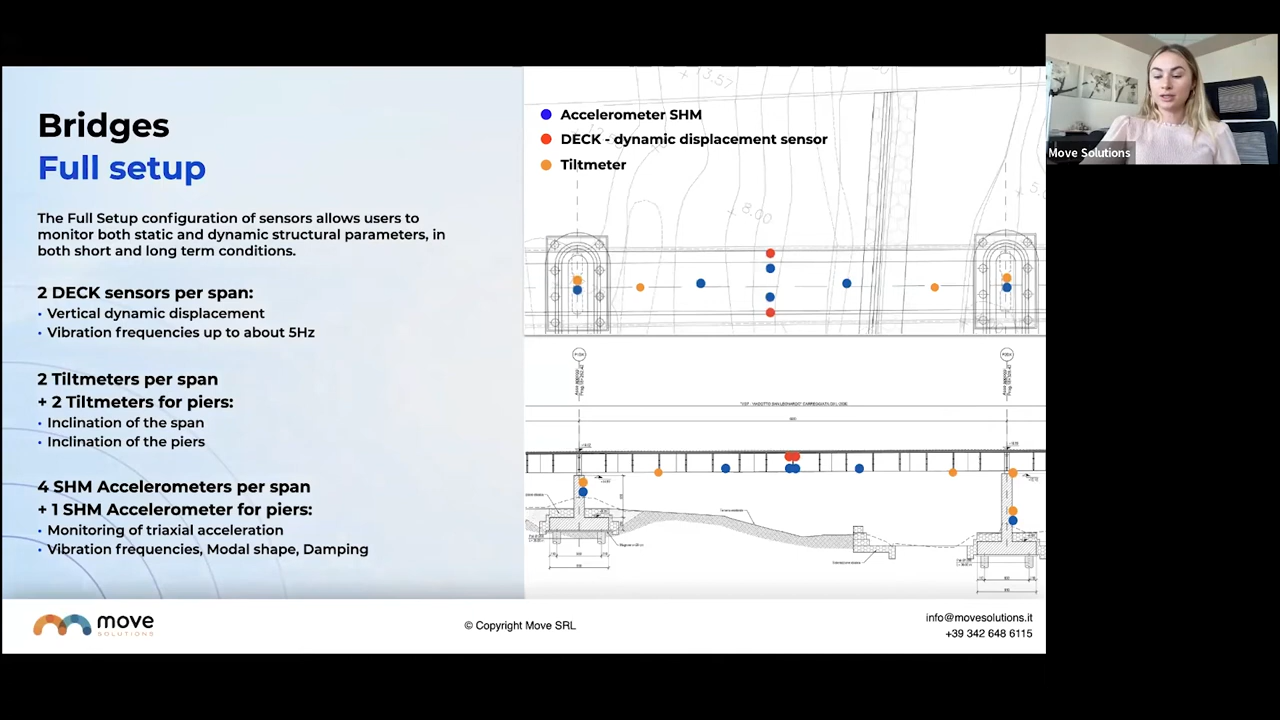 Bridges
Full setup
The Full Setup configuration of sensors allows users to
monitor both static and dynamic structural parameters, in
both short and long term conditions.
2 DECK sensors per span:
• Vertical dynamic displacement
• Vibration frequencies up to about 5Hz
2 Tiltmeters per span
+ 2 Tiltmeters for piers:
• Inclination of the span
• Inclination of the piers
4 SHM Accelerometers per span
+ 1 SHM Accelerometer for piers:
• Monitoring of triaxial acceleration
• Vibration frequencies, Modal shape, Damping
Accelerometer SHM
DECK - dynamic displacement sensor
Tiltmeter
+ 13.57
+ 8.00
move
SOLUTIONS
© Copyright Move SRL
info@movesolutions.it
+39 342 648 6115
Move Solutions